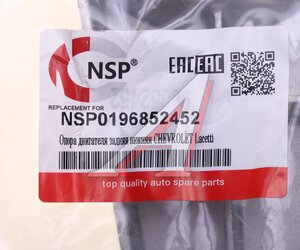 NSP®
EAC EAC
REPLACEMENT FOR
NSP0196852452
Опора двигателя задняя нижняя CHEVROLET Lacetti
top quality auto spare parts